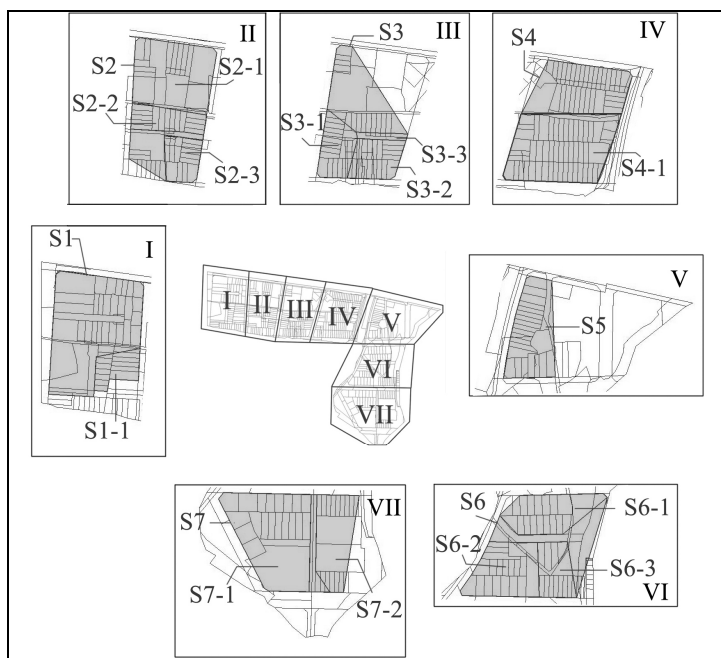 II
S2
S2-1
S2-2
S2-3
III
S3
S3-1
S3-3
S3-2
IV
S4
S4-1
I
S1
S1-1
I II III IV V
VI
VII
V
S5
VII
S7
S7-1
S7-2
S6
S6-1
S6-2
S6-3
VI